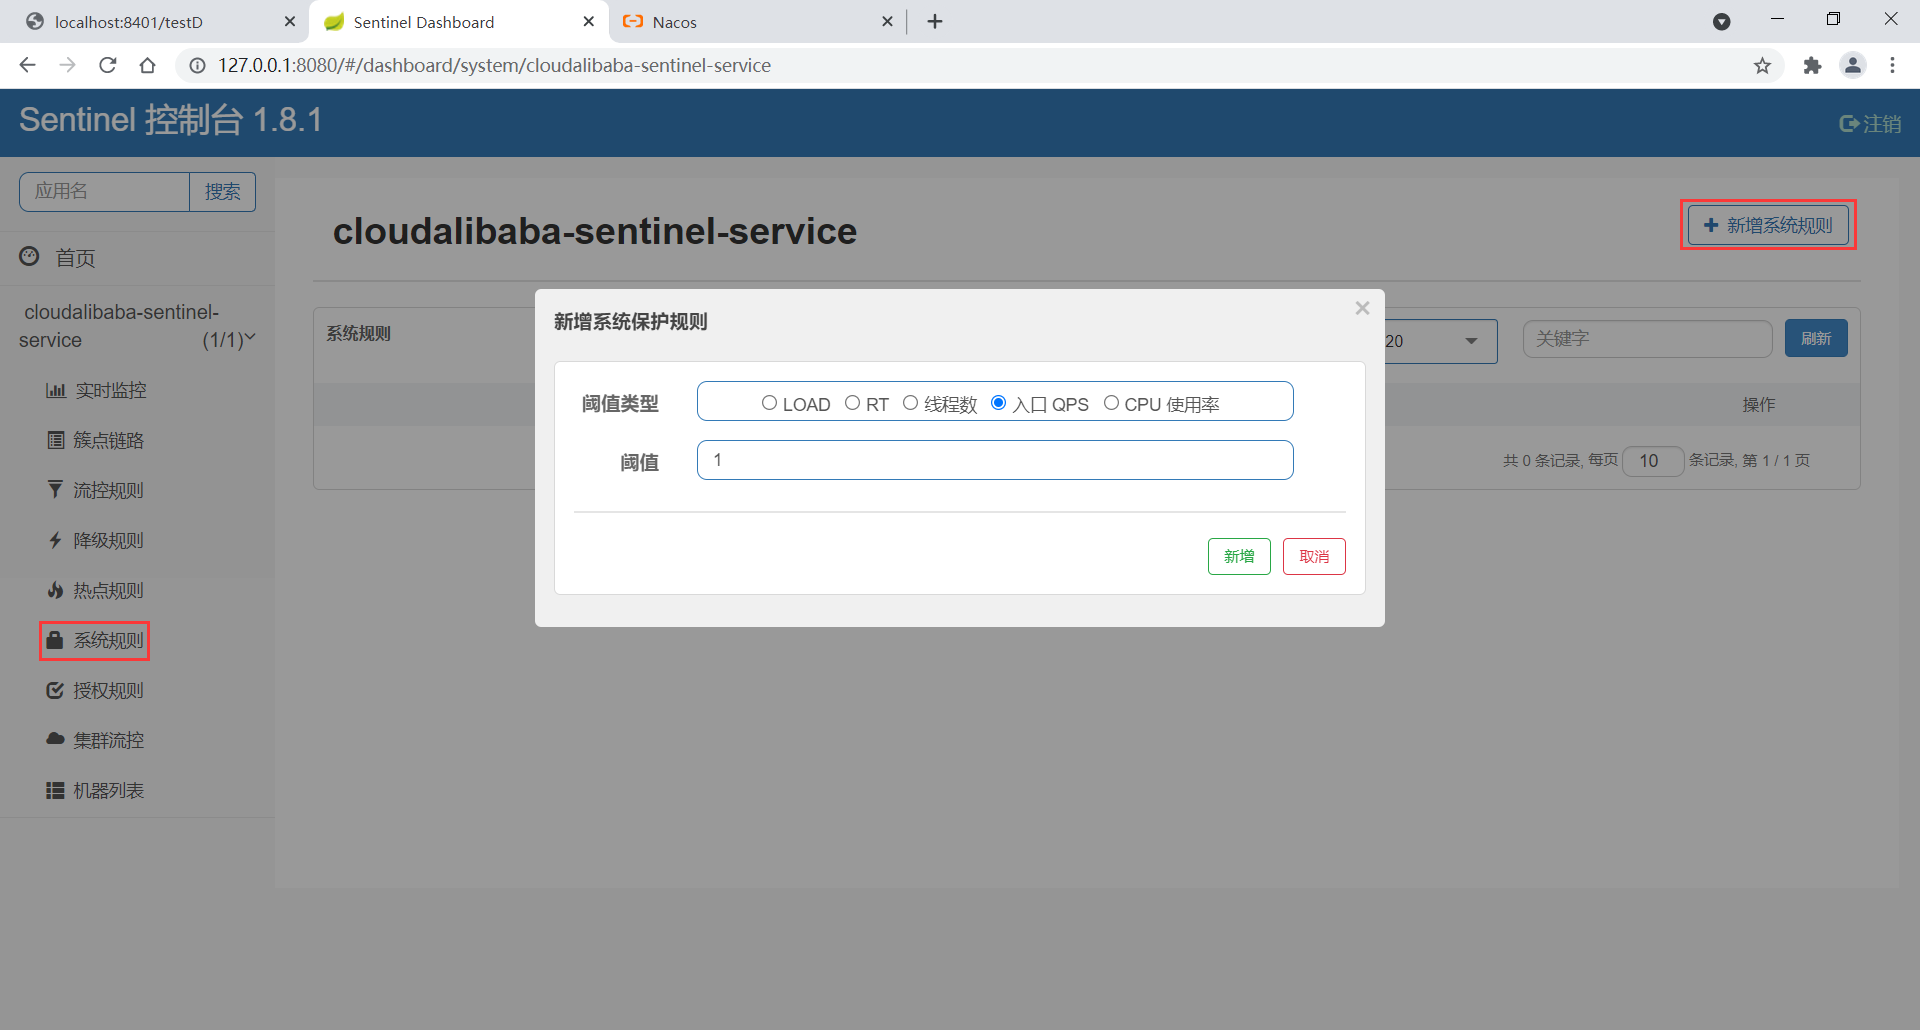 localhost:8401/testD
Sentinel Dashboard
Nacos
127.0.0.1:8080/#/dashboard/system/cloudalibaba-sentinel-service
Sentinel 控制台 1.8.1
注销
应用名
搜索
首页
cloudalibaba-sentinel-
service
(1/1)
实时监控
簇点链路
流控规则
降级规则
热点规则
系统规则
授权规则
集群流控
机器列表
cloudalibaba-sentinel-service
新增系统规则
系统规则
20
关键字
刷新
操作
共 0 条记录, 每页 10 条记录, 第 1 / 1 页
新增系统保护规则
阈值类型
LOAD RT 线程数 入口 QPS CPU 使用率
阈值
1
新增
取消